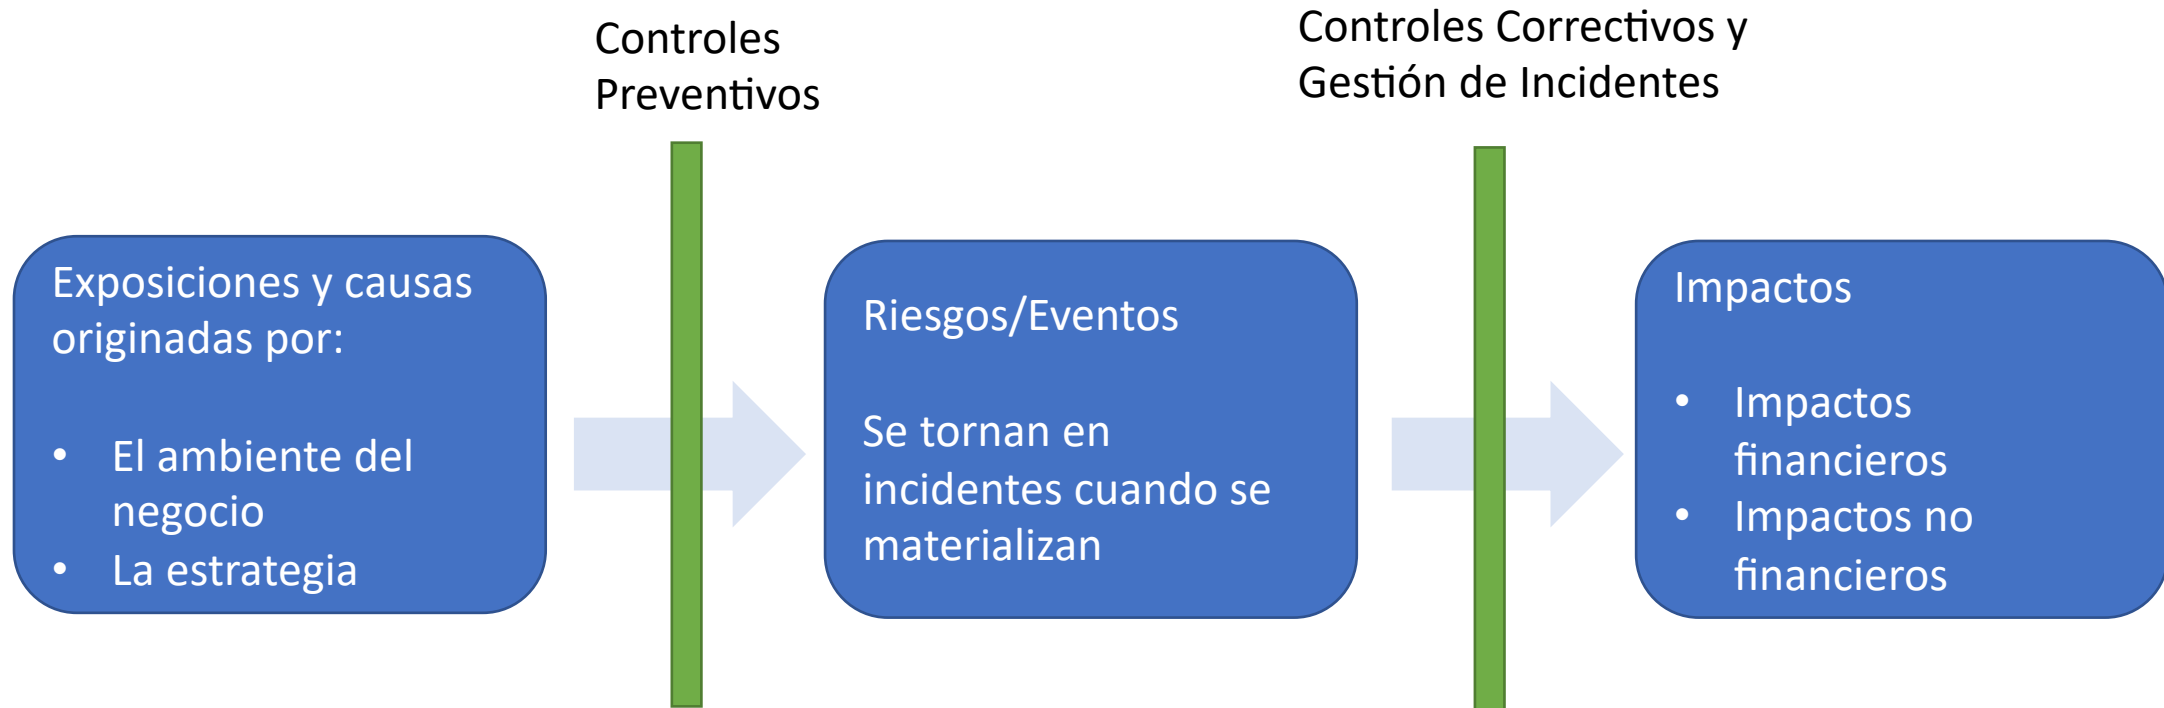 Controles
Preventivos
Controles Correctivos y
Gestión de Incidentes
Exposiciones y causas
originadas por:
• El ambiente del
negocio
• La estrategia
Riesgos/Eventos
Se tornan en
incidentes cuando se
materializan
Impactos
• Impactos
financieros
• Impactos no
financieros